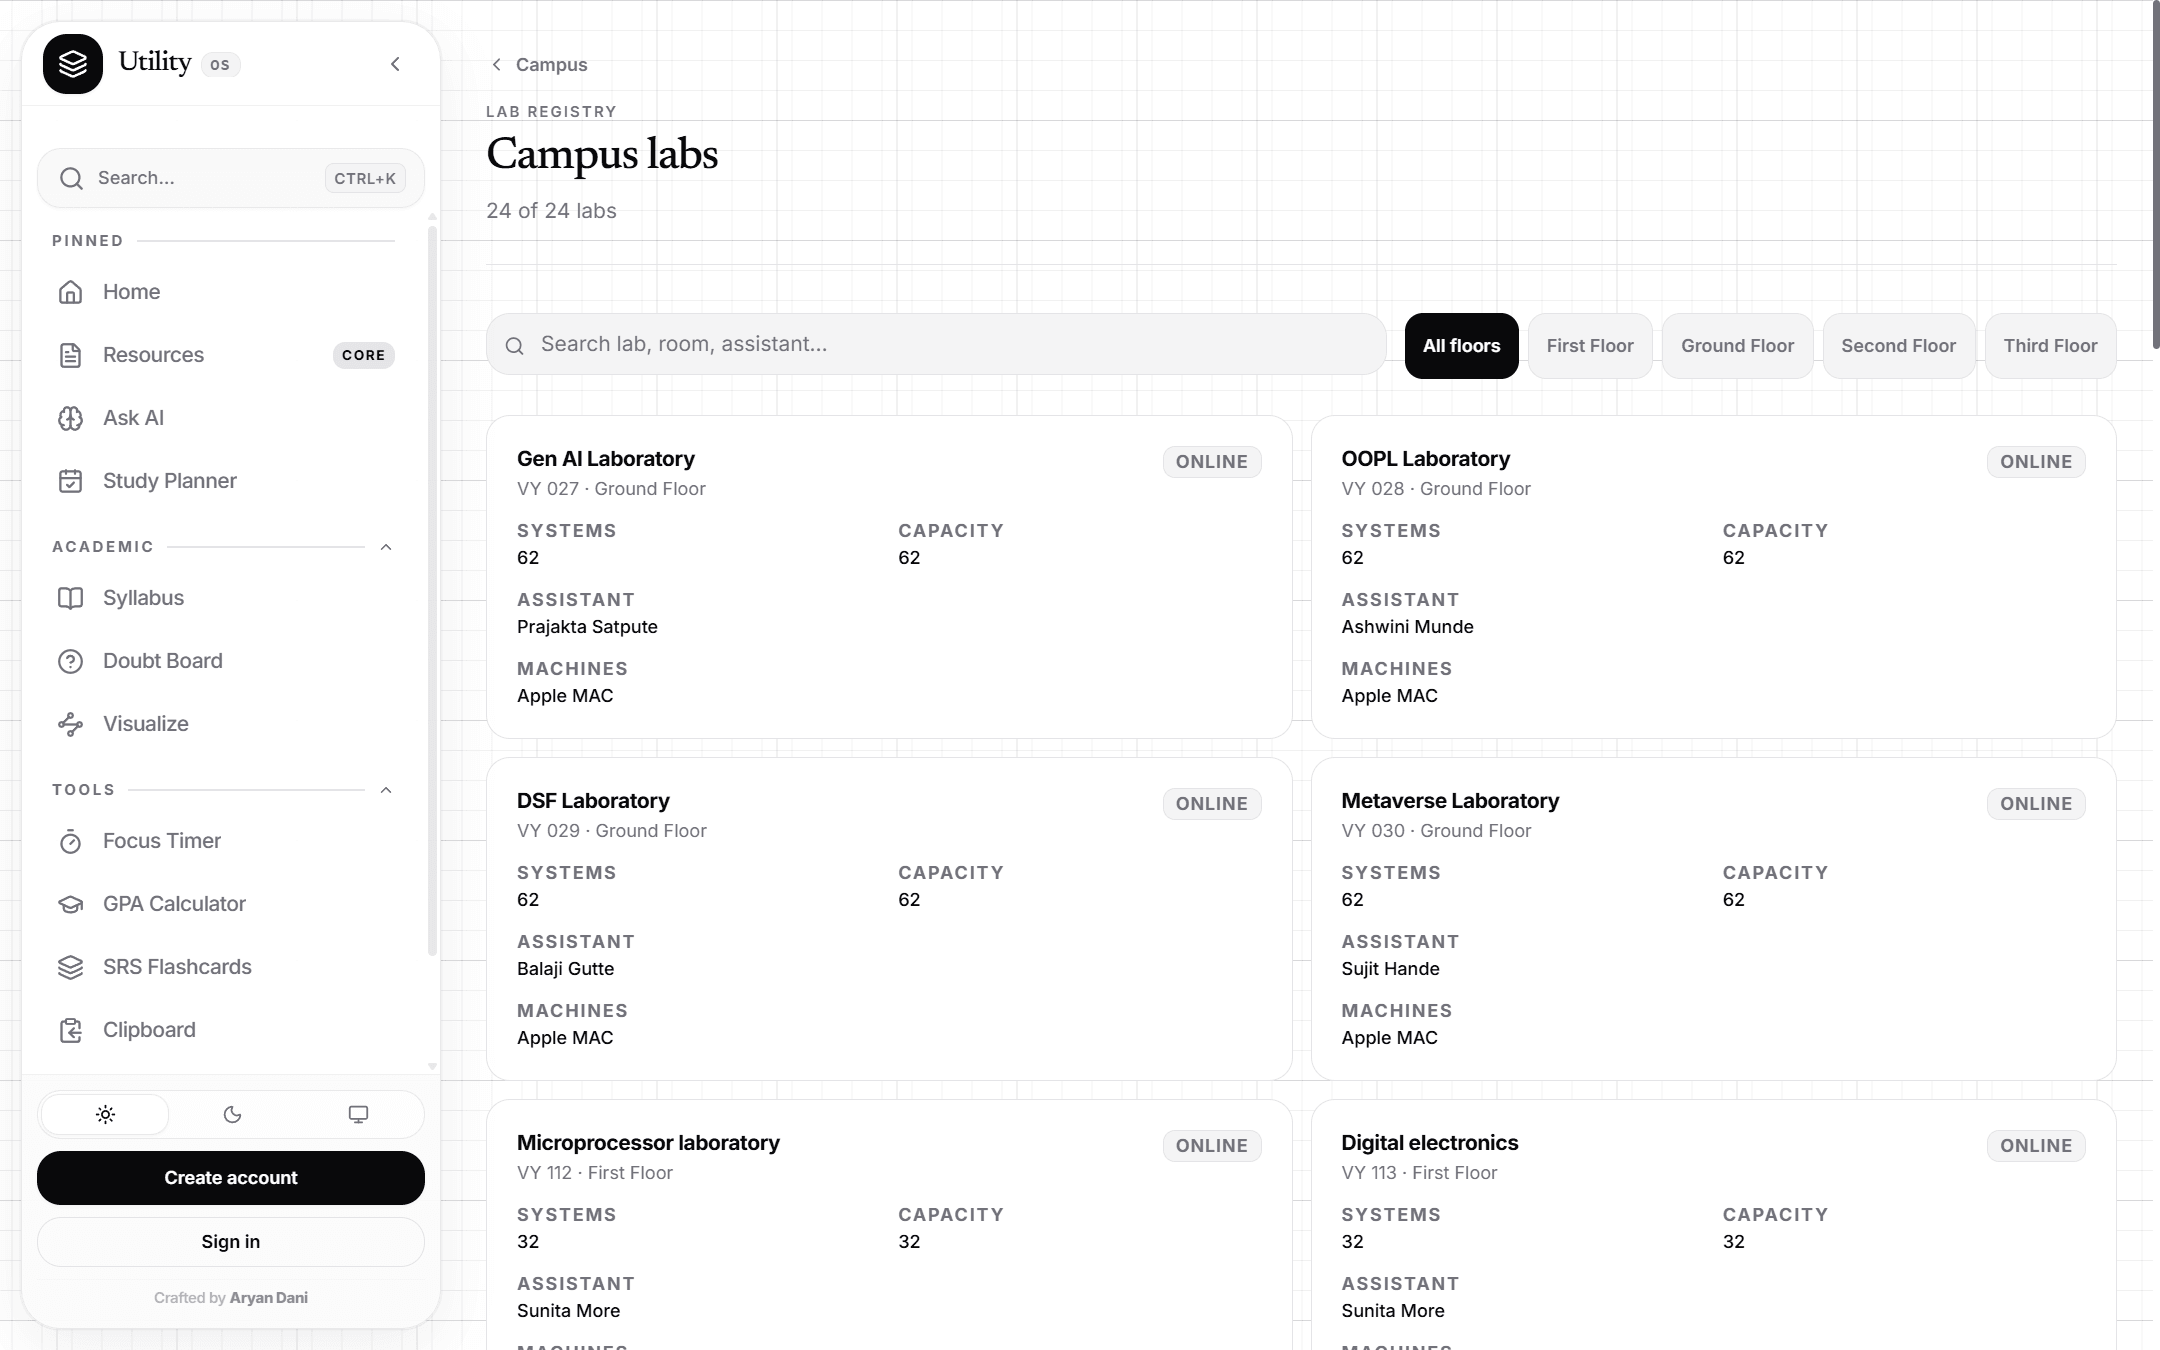 Utility OS
Search... CTRL+K
PINNED
Home
Resources CORE
Ask AI
Study Planner
ACADEMIC
Syllabus
Doubt Board
Visualize
TOOLS
Focus Timer
GPA Calculator
SRS Flashcards
Clipboard
Create account
Sign in
Crafted by Aryan Dani
Campus
LAB REGISTRY
Campus labs
24 of 24 labs
Search lab, room, assistant...
All floors First Floor Ground Floor Second Floor Third Floor
Gen AI Laboratory ONLINE
VY 027 · Ground Floor
SYSTEMS CAPACITY
62 62
ASSISTANT
Prajakta Satpute
MACHINES
Apple MAC
OOPL Laboratory ONLINE
VY 028 · Ground Floor
SYSTEMS CAPACITY
62 62
ASSISTANT
Ashwini Munde
MACHINES
Apple MAC
DSF Laboratory ONLINE
VY 029 · Ground Floor
SYSTEMS CAPACITY
62 62
ASSISTANT
Balaji Gutte
MACHINES
Apple MAC
Metaverse Laboratory ONLINE
VY 030 · Ground Floor
SYSTEMS CAPACITY
62 62
ASSISTANT
Sujit Hande
MACHINES
Apple MAC
Microprocessor laboratory ONLINE
VY 112 · First Floor
SYSTEMS CAPACITY
32 32
ASSISTANT
Sunita More
MACHINES
Digital electronics ONLINE
VY 113 · First Floor
SYSTEMS CAPACITY
32 32
ASSISTANT
Sunita More
MACHINES